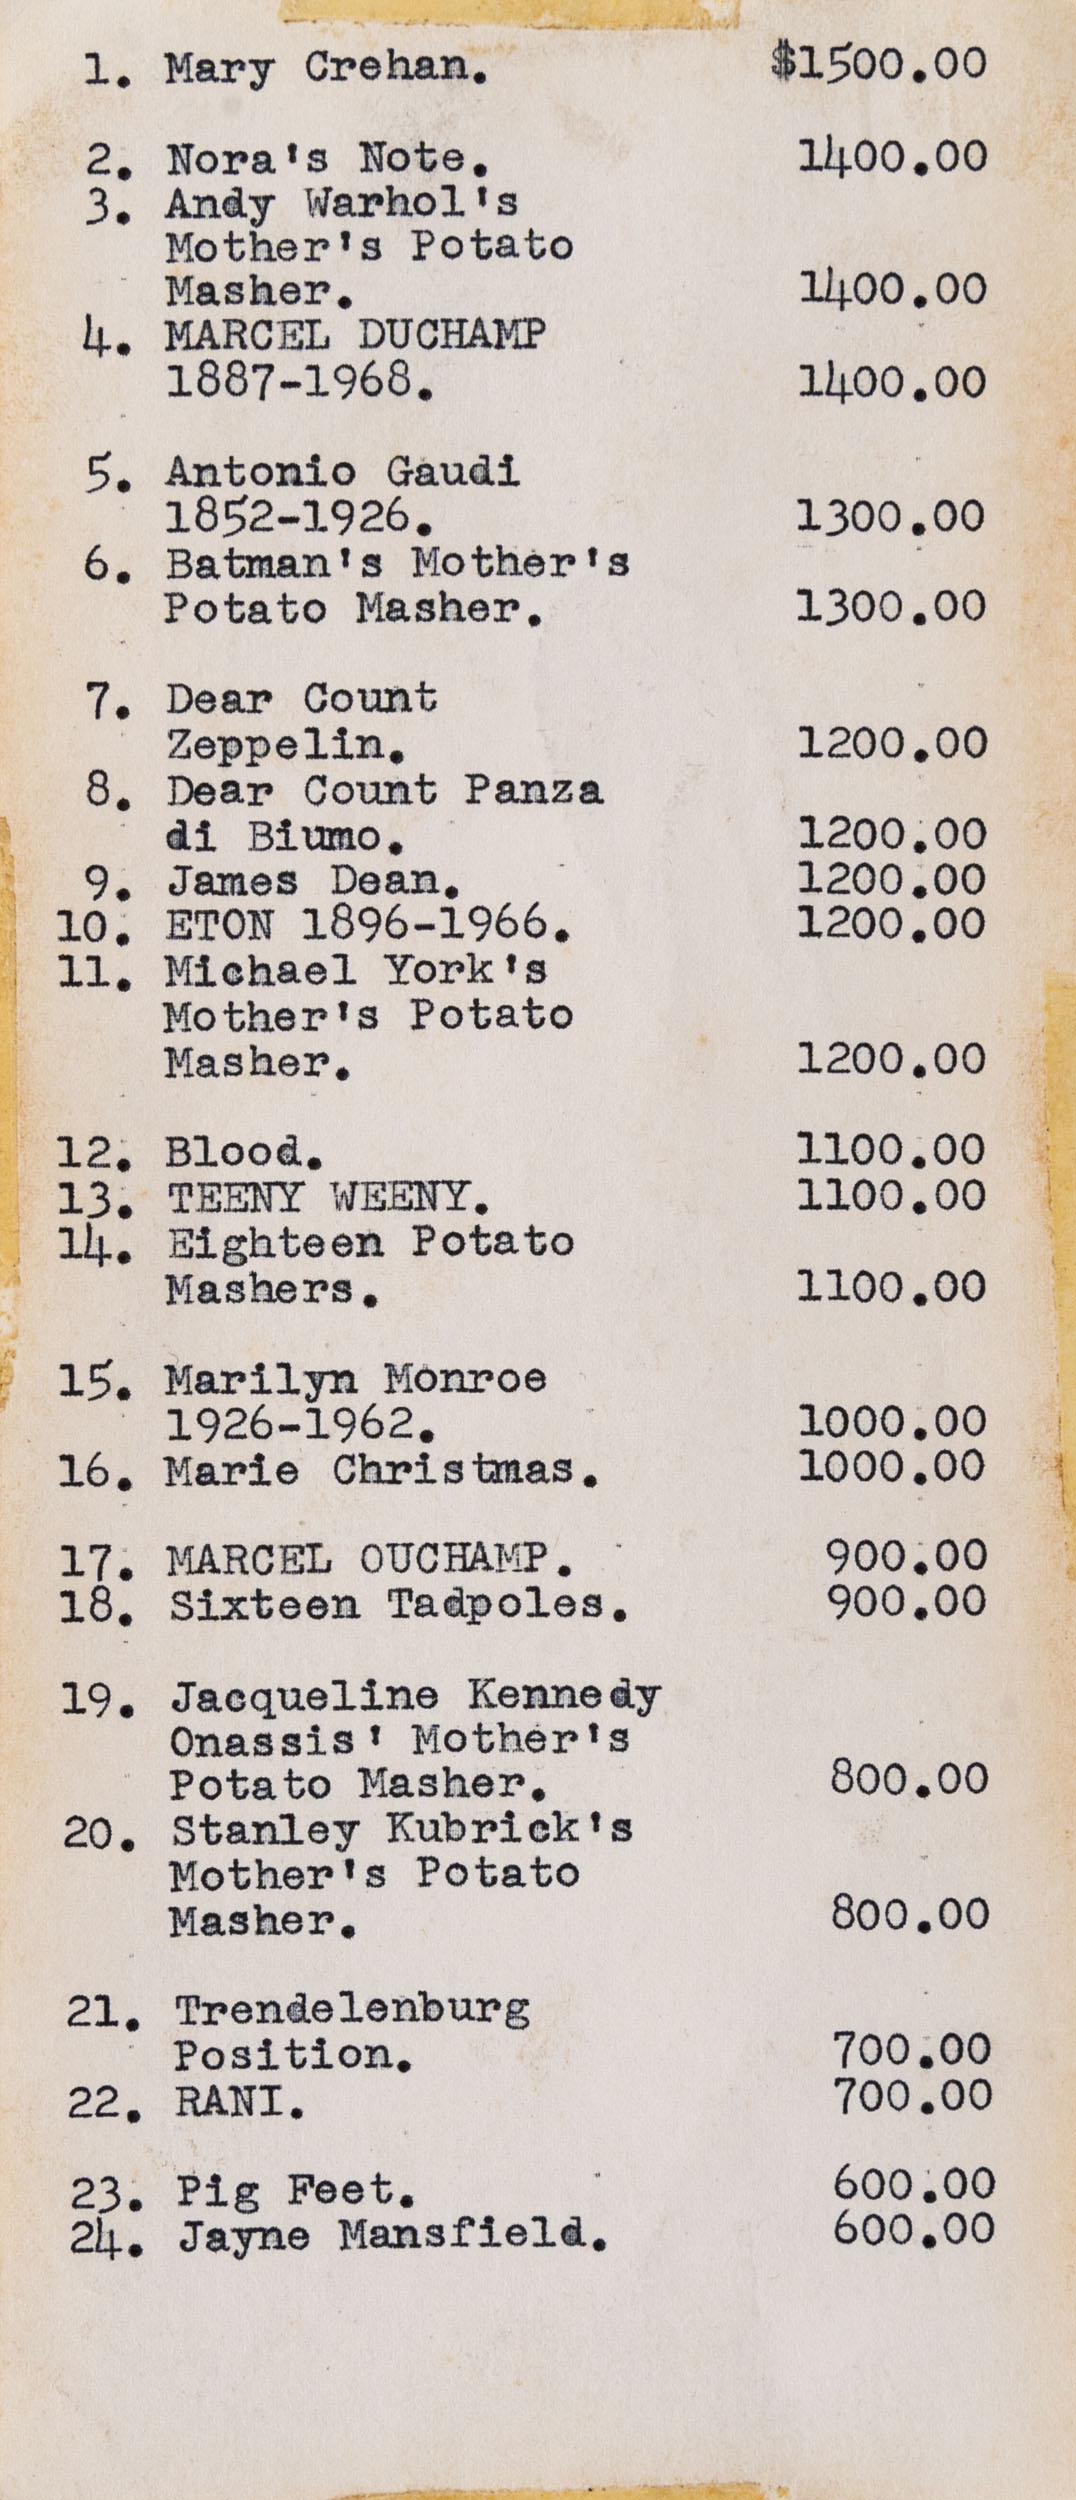 1. Mary Crehan. $1500.00
2. Nora's Note. 1400.00
3. Andy Warhol's
Mother's Potato
Masher. 1400.00
4. MARCEL DUCHAMP
1887-1968. 1400.00
5. Antonio Gaudi
1852-1926. 1300.00
6. Batman's Mother's
Potato Masher. 1300.00
7. Dear Count
Zeppelin. 1200.00
8. Dear Count Panza
di Biumo. 1200.00
9. James Dean. 1200.00
10. ETON 1896-1966. 1200.00
11. Michael York's
Mother's Potato
Masher. 1200.00
12. Blood. 1100.00
13. TEENY WEENY. 1100.00
14. Eighteen Potato
Mashers. 1100.00
15. Marilyn Monroe
1926-1962. 1000.00
16. Marie Christmas. 1000.00
17. MARCEL OUCHAMP. 900.00
18. Sixteen Tadpoles. 900.00
19. Jacqueline Kennedy
Onassis' Mother's
Potato Masher. 800.00
20. Stanley Kubrick's
Mother's Potato
Masher. 800.00
21. Trendelenburg
Position. 700.00
22. RANI. 700.00
23. Pig Feet. 600.00
24. Jayne Mansfield. 600.00